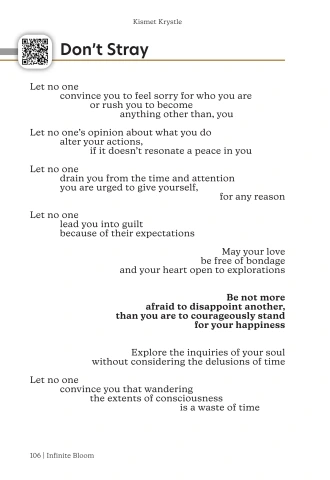 Kismet Krystle
Don't Stray
Let no one
convince you to feel sorry for who you are
or rush you to become
anything other than, you
Let no one's opinion about what you do
alter your actions,
if it doesn't resonate a peace in you
Let no one
drain you from the time and attention
you are urged to give yourself,
for any reason
Let no one
lead you into guilt
because of their expectations
May your love
be free of bondage
and your heart open to explorations
Be not more
afraid to disappoint another,
than you are to courageously stand
for your happiness
Explore the inquiries of your soul
without considering the delusions of time
Let no one
convince you that wandering
the extents of consciousness
is a waste of time
106 | Infinite Bloom